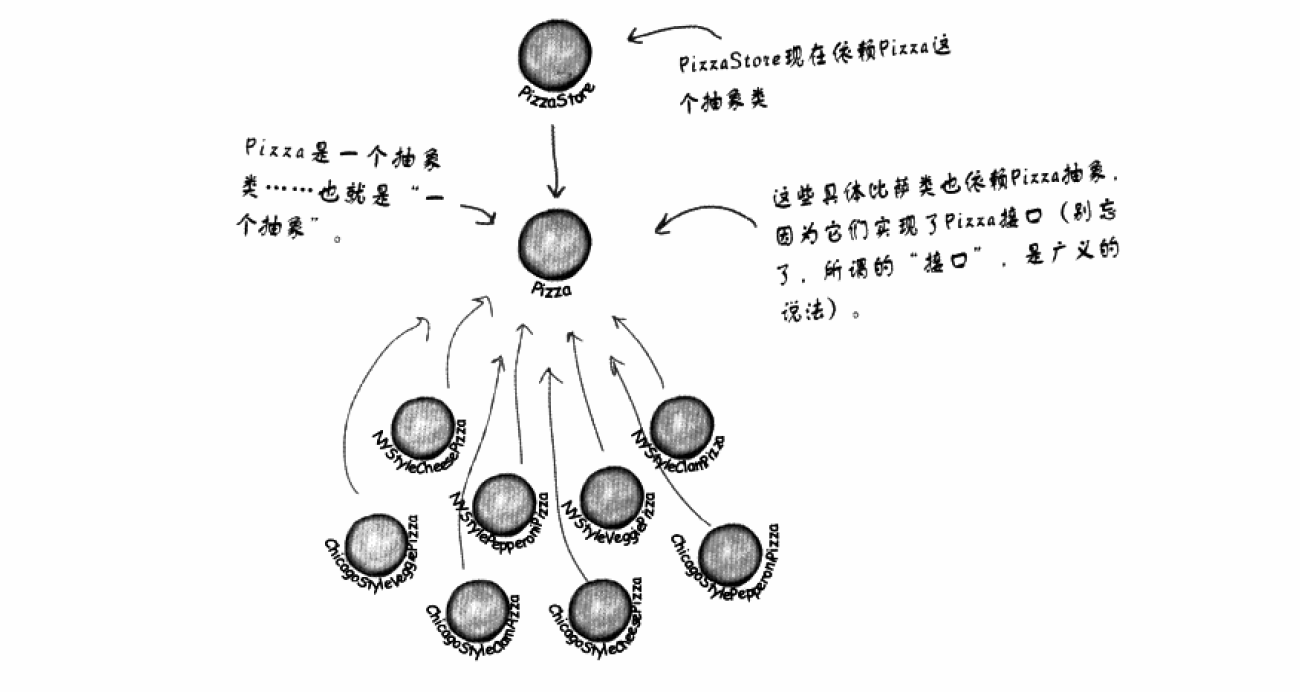 PizzaStore
PizzaStore现在依赖Pizza这
个抽象类
Pizza是一个抽象
类……也就是“一
个抽象”。
这些具体比萨类也依赖Pizza抽象，
因为它们实现了Pizza接口（别忘
了，所谓的“接口”，是广义的
说法）。
Pizza
NYStyleCheesePizza
NYStyleClamPizza
NYStylePepperoniPizza
NYStyleVeggiePizza
ChicagoStyleVeggiePizza
ChicagoStylePepperoniPizza
ChicagoStyleClamPizza
ChicagoStyleCheesePizza